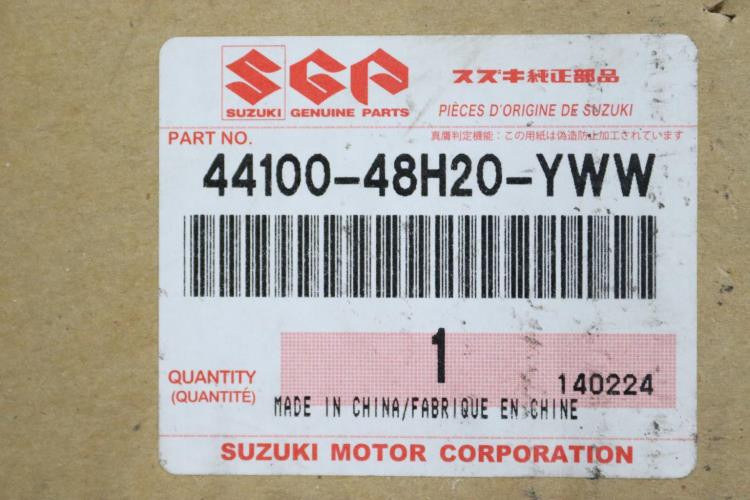 SGP
スズキ純正部品
SUZUKI GENUINE PARTS
PIÈCES D'ORIGINE DE SUZUKI
PART NO.
真贋判定機能：この用紙は偽造防止加工されています
44100-48H20-YWW
1
QUANTITY
(QUANTITÉ)
140224
MADE IN CHINA/FABRIQUE EN CHINE
SUZUKI MOTOR CORPORATION